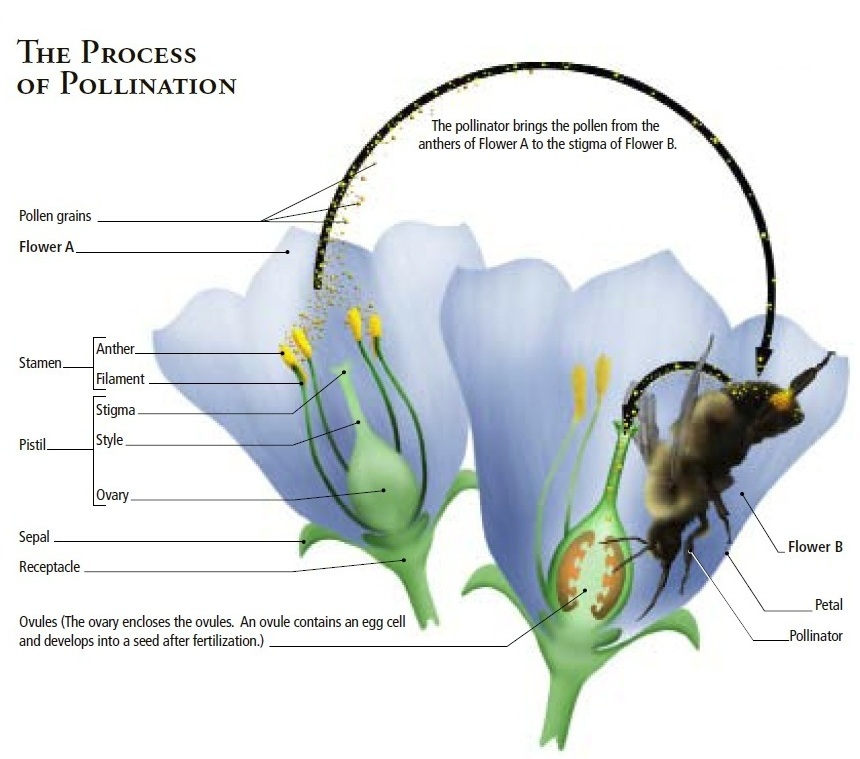 THE PROCESS
OF POLLINATION
The pollinator brings the pollen from the
anthers of Flower A to the stigma of Flower B.
Pollen grains
Flower A
Stamen
Anther
Filament
Pistil
Stigma
Style
Ovary
Sepal
Receptacle
Ovules (The ovary encloses the ovules. An ovule contains an egg cell
and develops into a seed after fertilization.)
Flower B
Petal
Pollinator